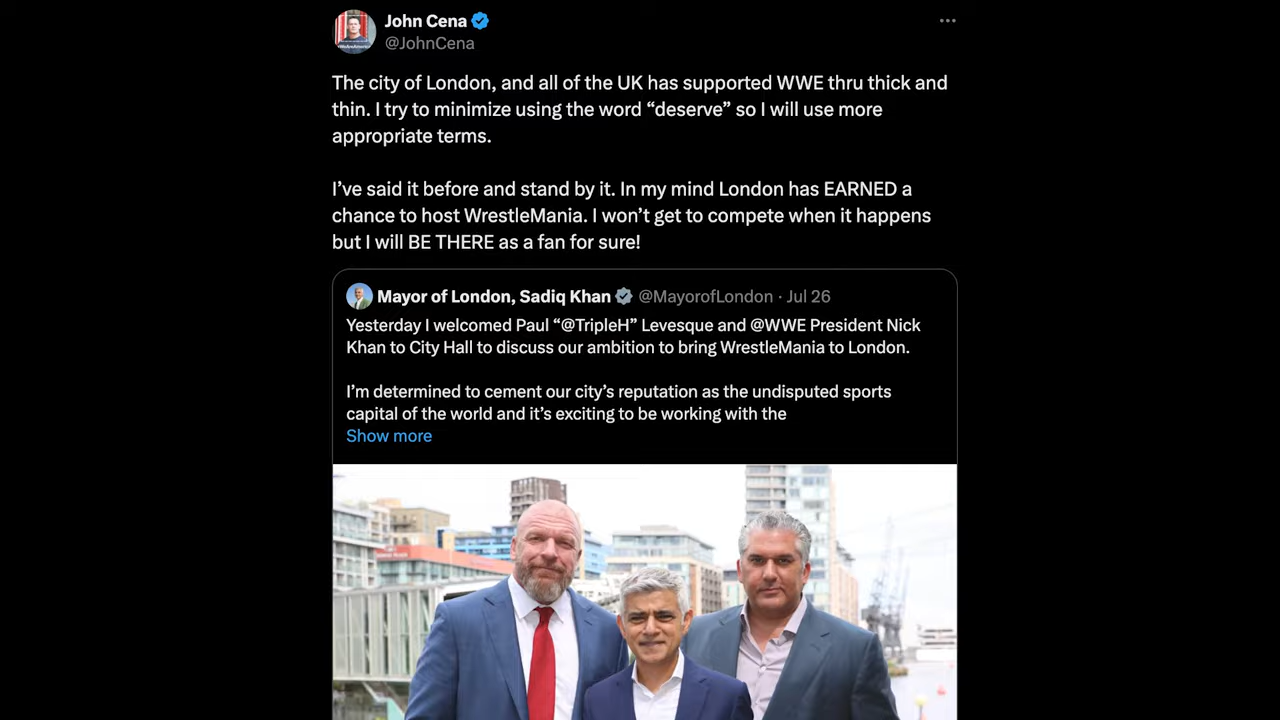 John Cena
@JohnCena
The city of London, and all of the UK has supported WWE thru thick and
thin. I try to minimize using the word “deserve” so I will use more
appropriate terms.
I’ve said it before and stand by it. In my mind London has EARNED a
chance to host WrestleMania. I won’t get to compete when it happens
but I will BE THERE as a fan for sure!
Mayor of London, Sadiq Khan @MayorofLondon · Jul 26
Yesterday I welcomed Paul “@TripleH” Levesque and @WWE President Nick
Khan to City Hall to discuss our ambition to bring WrestleMania to London.
I’m determined to cement our city’s reputation as the undisputed sports
capital of the world and it’s exciting to be working with the
Show more